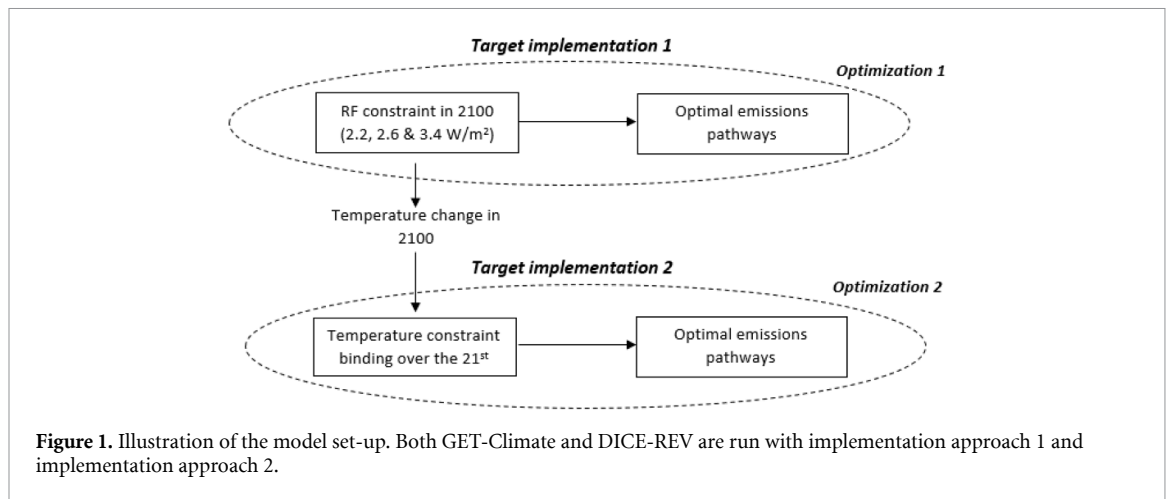 Target implementation 1
Optimization 1
RF constraint in 2100
(2.2, 2.6 & 3.4 W/m²)
Optimal emissions
pathways
Temperature change in
2100
Target implementation 2
Optimization 2
Temperature constraint
binding over the 21st
Optimal emissions
pathways
Figure 1. Illustration of the model set-up. Both GET-Climate and DICE-REV are run with implementation approach 1 and
implementation approach 2.